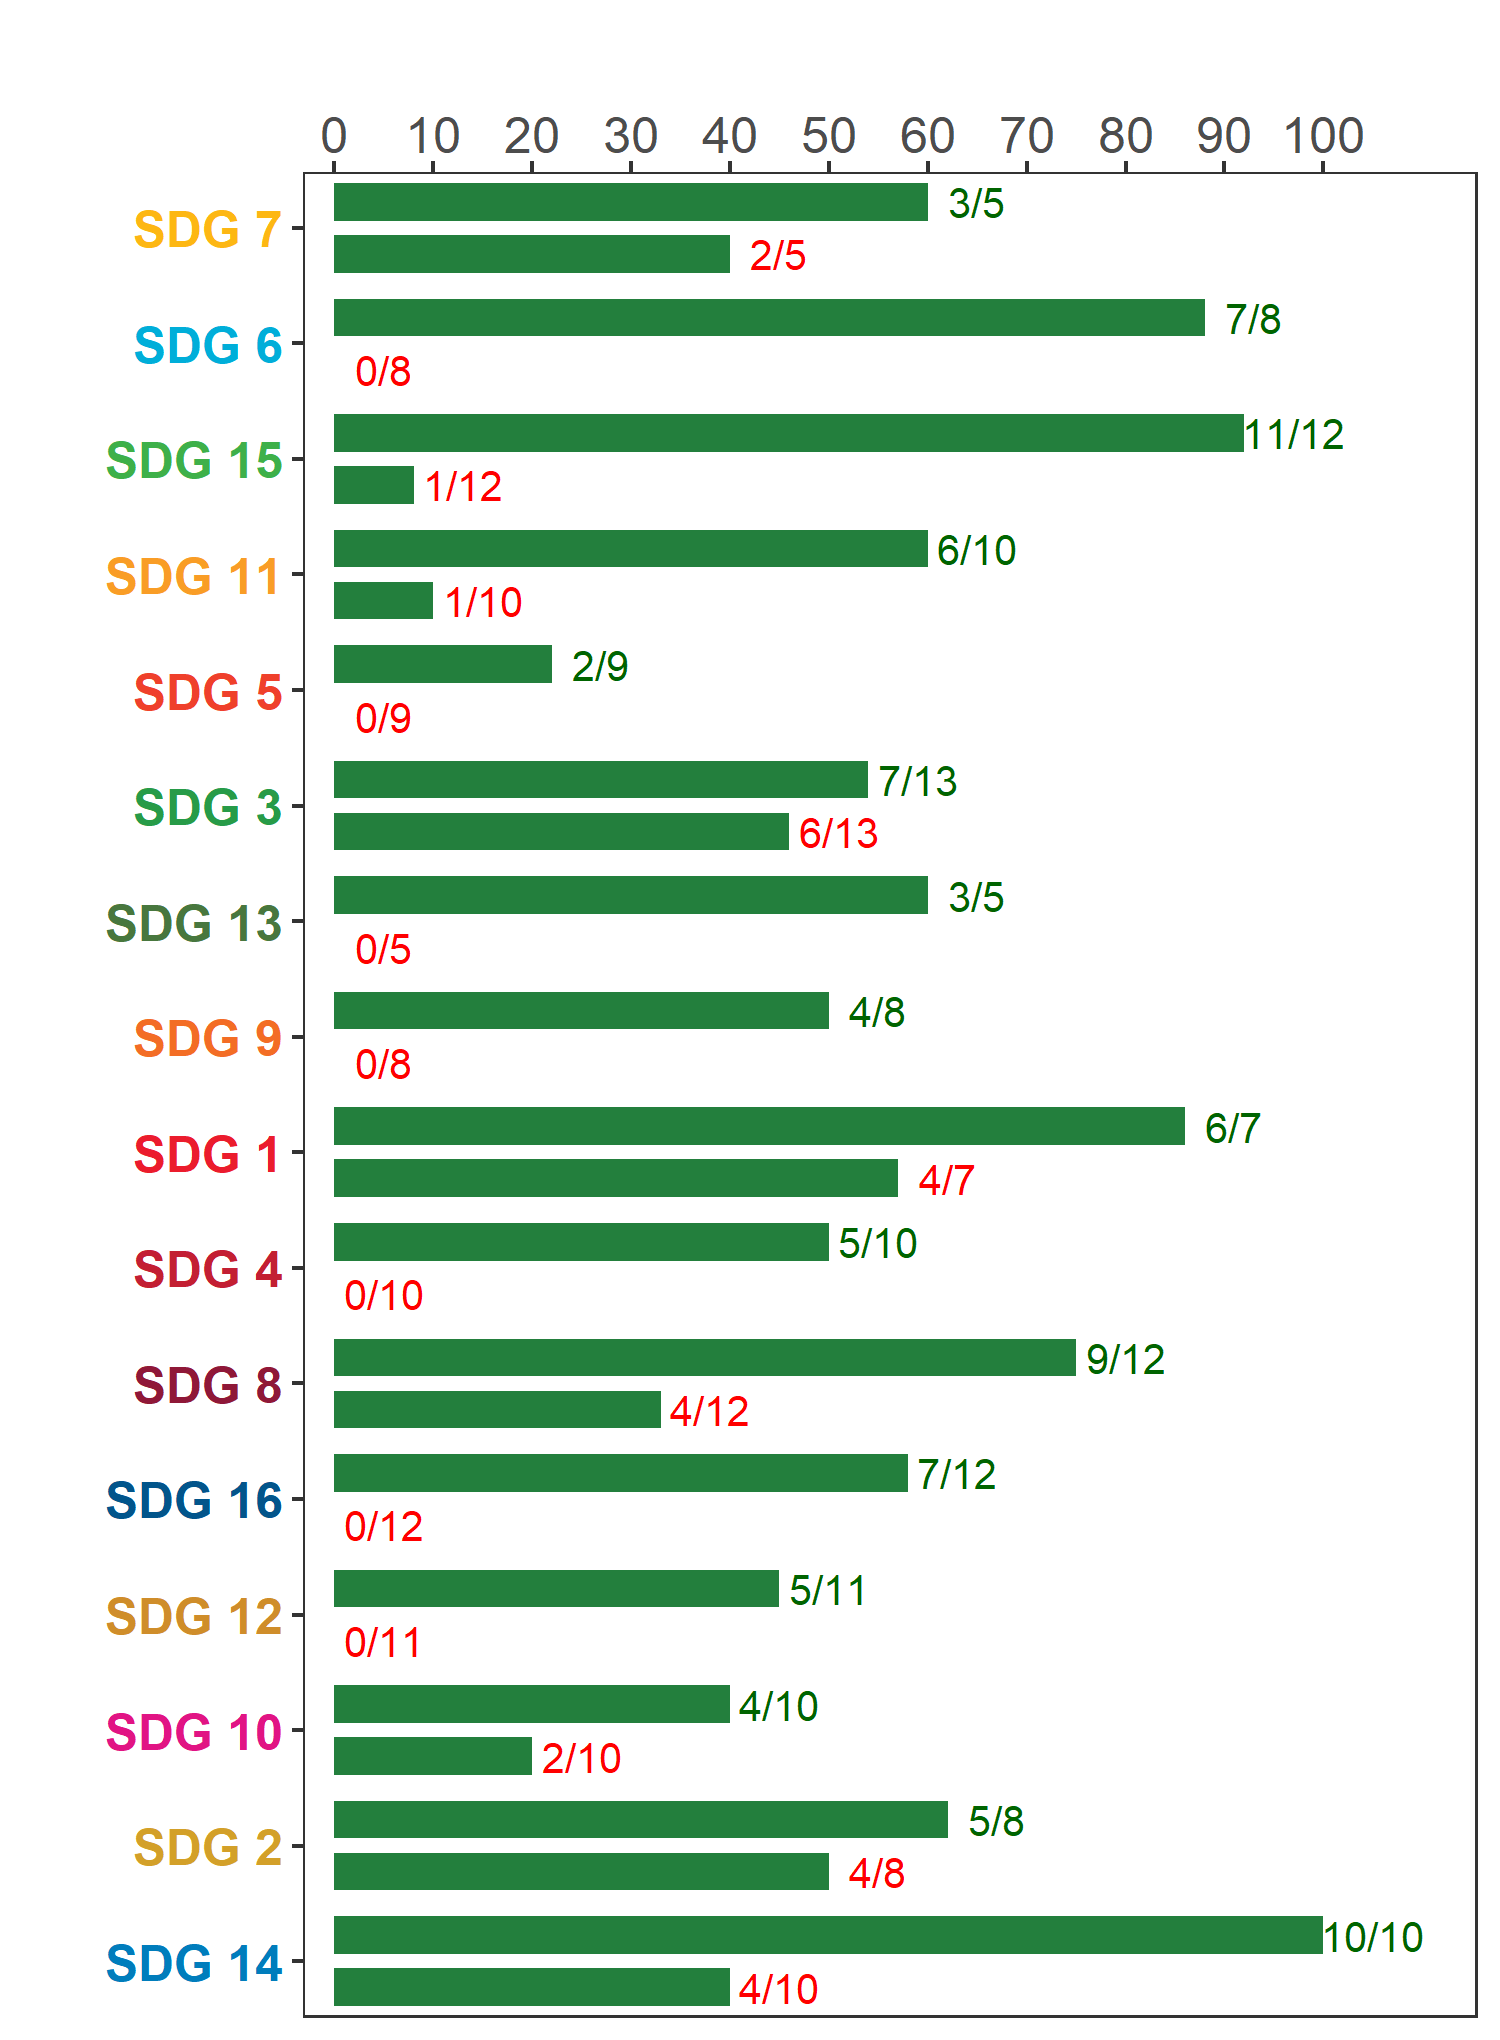 0 10 20 30 40 50 60 70 80 90 100
3/5
SDG 7
2/5
7/8
SDG 6
0/8
11/12
SDG 15
1/12
6/10
SDG 11
1/10
2/9
SDG 5
0/9
7/13
SDG 3
6/13
3/5
SDG 13
0/5
4/8
SDG 9
0/8
6/7
SDG 1
4/7
5/10
SDG 4
0/10
9/12
SDG 8
4/12
7/12
SDG 16
0/12
5/11
SDG 12
0/11
4/10
SDG 10
2/10
5/8
SDG 2
4/8
10/10
SDG 14
4/10